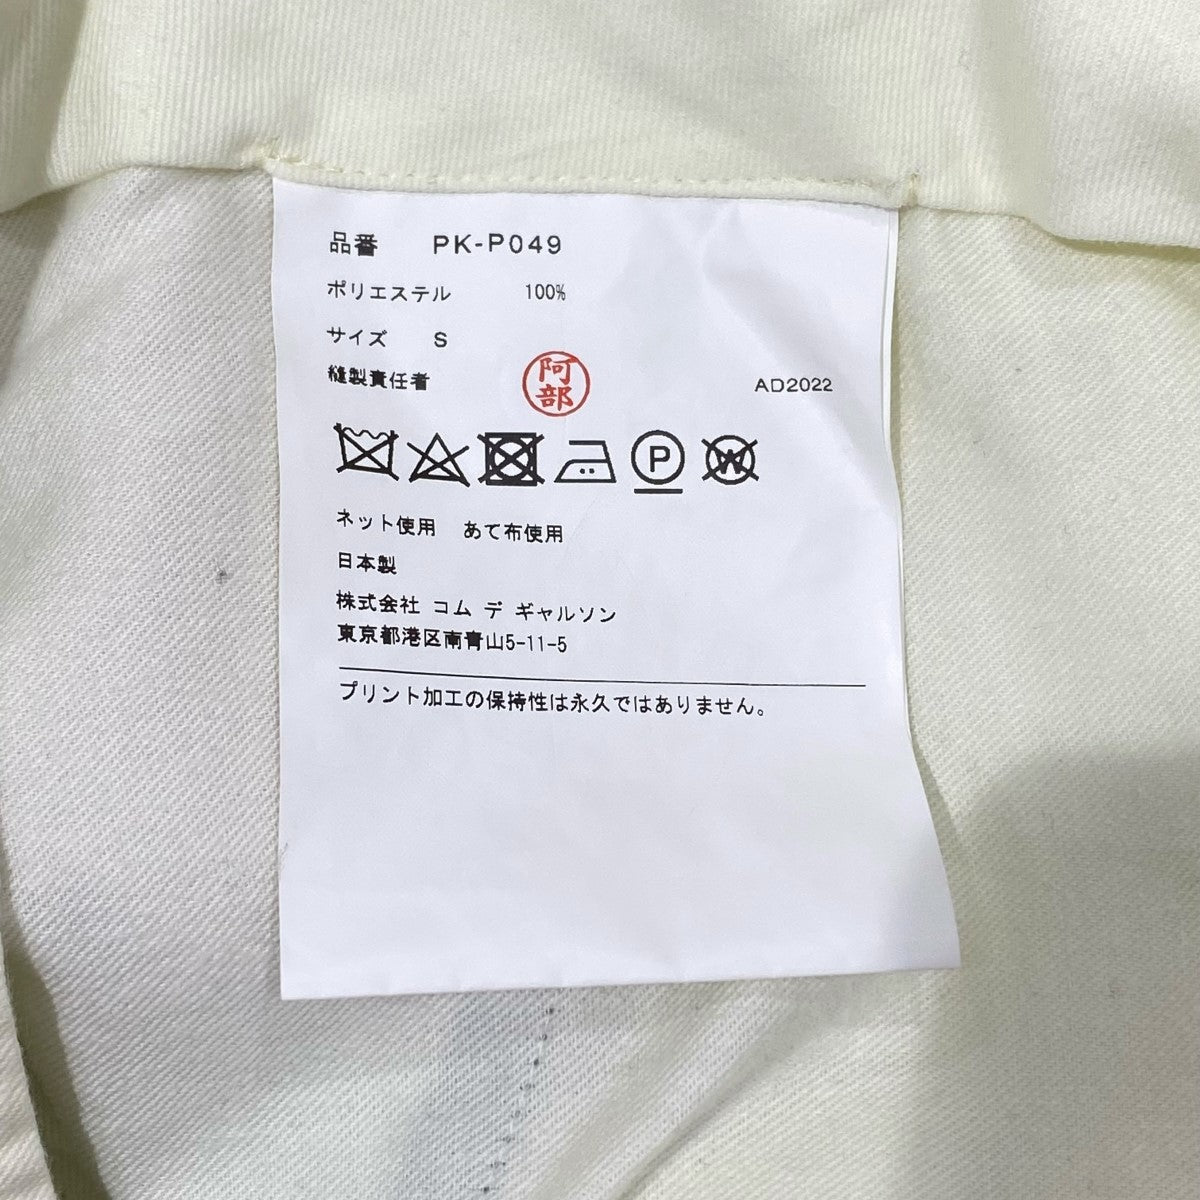 品番 PK-P049
ポリエステル 100%
サイズ S
縫製責任者 阿部 AD2022
P W
ネット使用 あて布使用
日本製
株式会社 コム デ ギャルソン
東京都港区南青山5-11-5
プリント加工の保持性は永久ではありません。